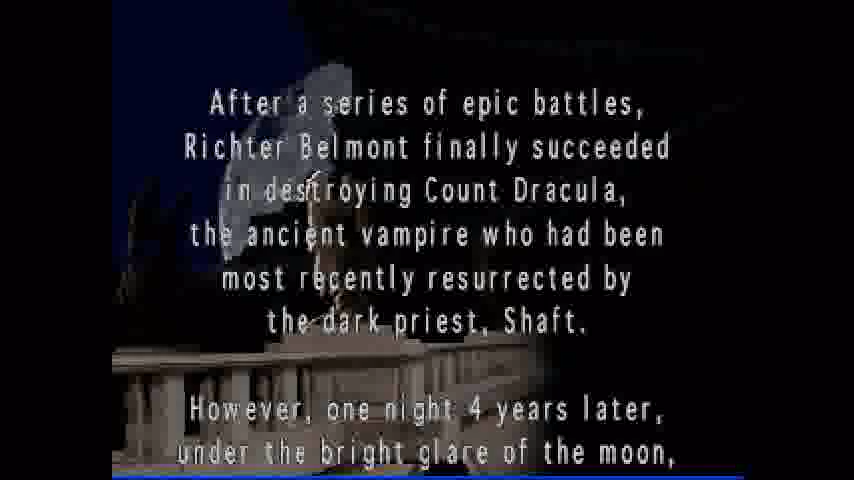 After a series of epic battles,
Richter Belmont finally succeeded
in destroying Count Dracula,
the ancient vampire who had been
most recently resurrected by
the dark priest, Shaft.
However, one night 4 years later,
under the bright glare of the moon,